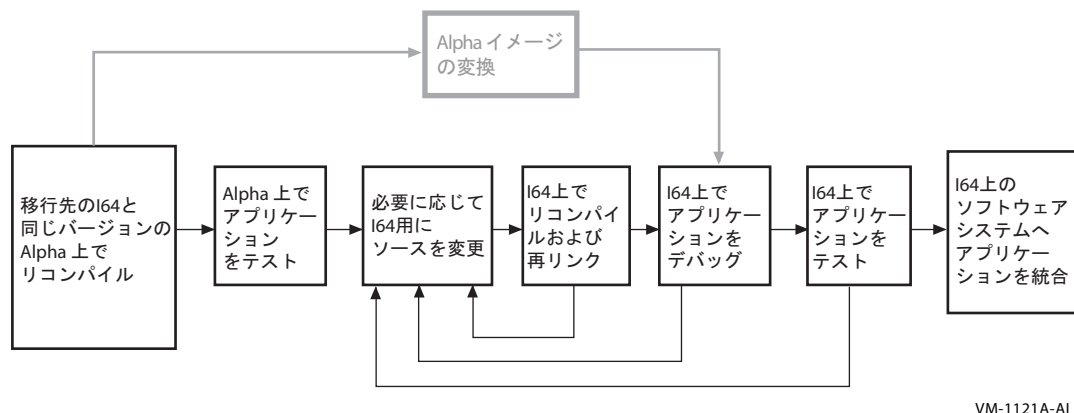 Alpha イメージ
の変換
移行先のI64と
同じバージョンの
Alpha 上で
リコンパイル
Alpha 上で
アプリケー
ション
をテスト
必要に応じて
I64用に
ソースを変更
I64上で
リコンパイ
ルおよび
再リンク
I64上で
アプリケー
ションを
デバッグ
I64上で
アプリケー
ションを
テスト
I64上の
ソフトウェア
システムへ
アプリケー
ションを統合
VM-1121A-AI